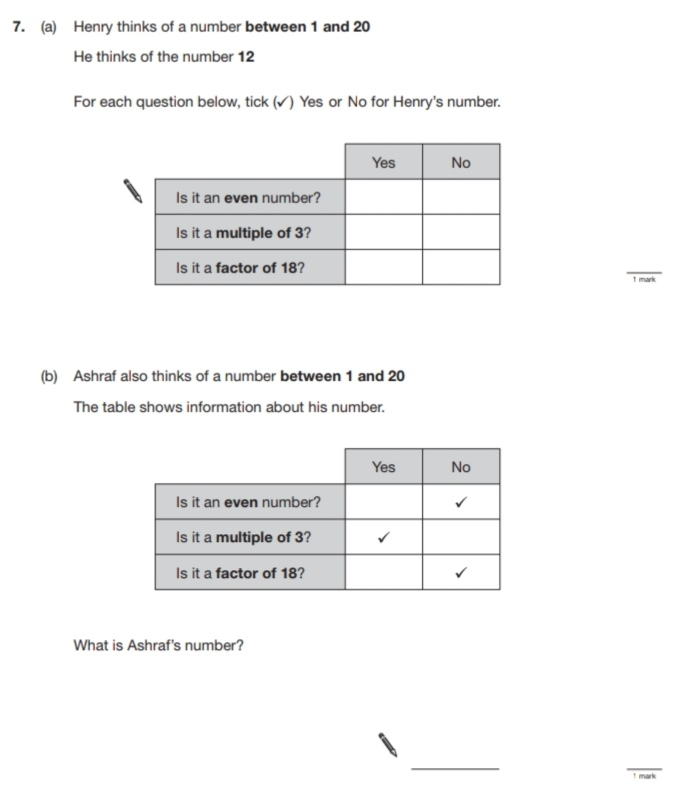 7. (a) Henry thinks of a number between 1 and 20
He thinks of the number 12
For each question below, tick (✓) Yes or No for Henry's number.
Yes No
Is it an even number?
Is it a multiple of 3?
Is it a factor of 18?
1 mark
(b) Ashraf also thinks of a number between 1 and 20
The table shows information about his number.
Yes No
Is it an even number? ✓
Is it a multiple of 3? ✓
Is it a factor of 18? ✓
What is Ashraf's number?
1 mark